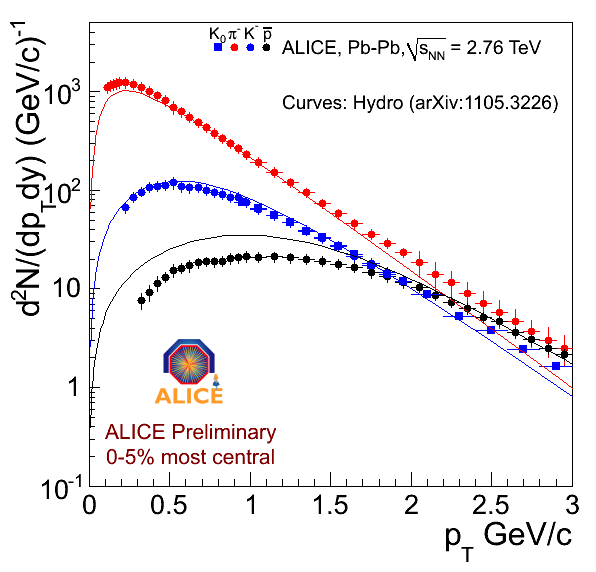 K0 π- K- p̅
ALICE, Pb-Pb, √sNN = 2.76 TeV
Curves: Hydro (arXiv:1105.3226)
d2N/(dpTdy) (GeV/c)-1
103
102
10
1
10-1
ALICE
ALICE Preliminary
0-5% most central
0 0.5 1 1.5 2 2.5 3
pT GeV/c